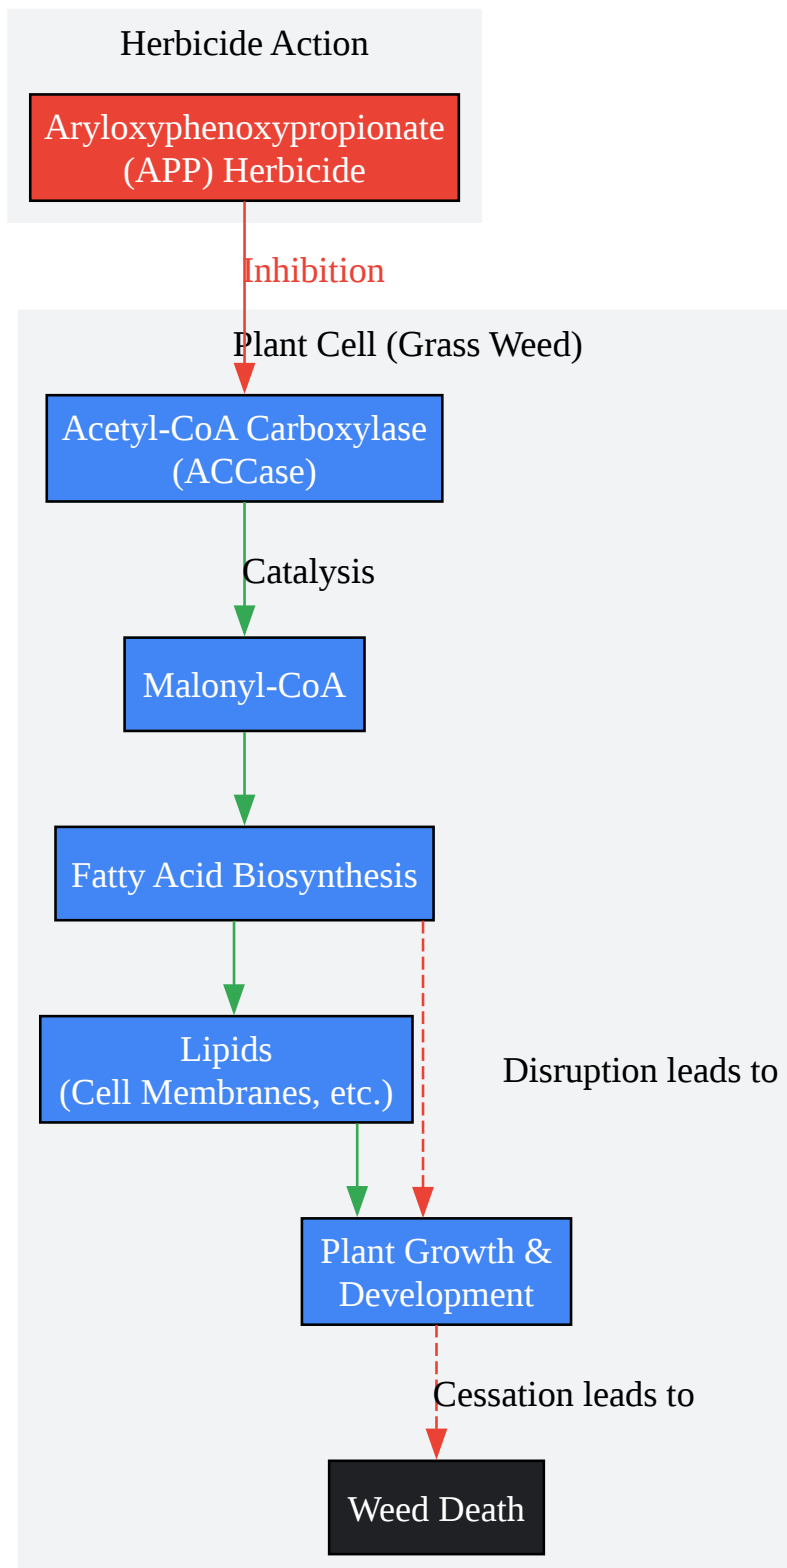 Herbicide Action
Aryloxyphenoxypropionate
(APP) Herbicide
Inhibition
Plant Cell (Grass Weed)
Acetyl-CoA Carboxylase
(ACCase)
Catalysis
Malonyl-CoA
Fatty Acid Biosynthesis
Lipids
(Cell Membranes, etc.)
Disruption leads to
Plant Growth &
Development
Cessation leads to
Weed Death